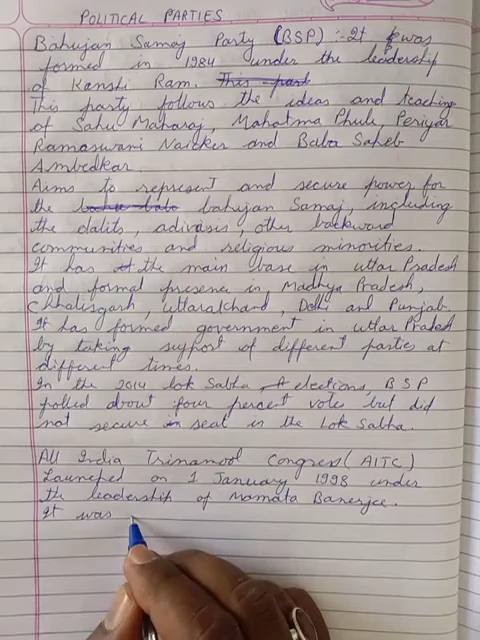 POLITICAL PARTIES
Bahujan Samaj Party (BSP) :- It was
formed in 1984 under the leadership
of Kanshi Ram. This part
This party follows the ideas and teaching
of Sahu Maharaj, Mahatma Phule, Periyar
Ramaswami Naicker and Baba Saheb
Ambedkar.
Aims to represent and secure power for
the bahujan Samaj, including
the dalits, adivasis, other backward
communities and religious minorities.
It has the main base in uttar Pradesh
and formal presence in, Madhya Pradesh,
Chhatisgarh, uttarakhand, Delhi and Punjab.
It has formed government in uttar Pradesh
by taking support of different parties at
different times.
In the 2014 lok Sabha elections, BSP
polled about four percent votes but did
not secure seat in the Lok Sabha.
All India Trinamool Congress (AITC)
Launched on 1 January 1998 under
the leadership of Mamata Banerjee.
It was